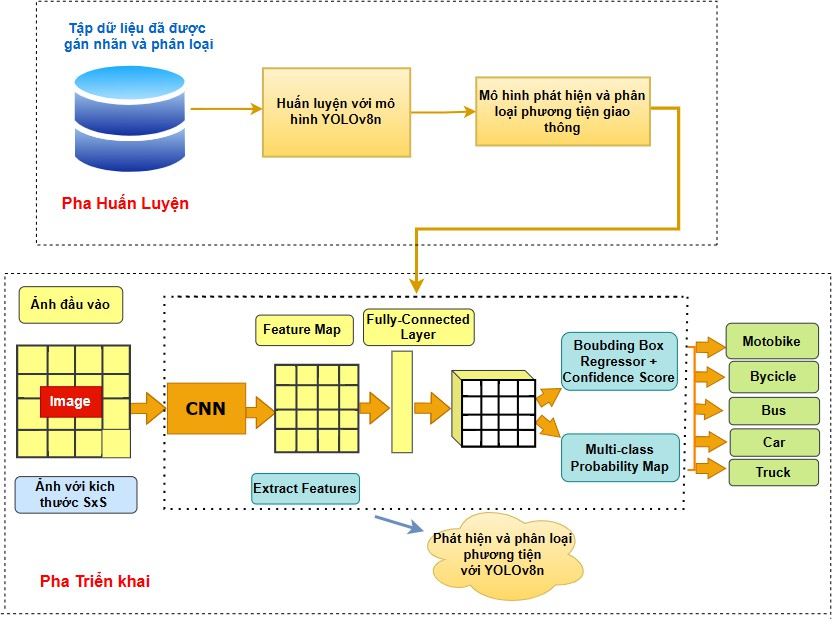 Tập dữ liệu đã được
gán nhãn và phân loại
Huấn luyện với mô
hình YOLOv8n
Mô hình phát hiện và phân
loại phương tiện giao
thông
Pha Huấn Luyện
Ảnh đầu vào
Image
Ảnh với kích
thước SxS
CNN
Feature Map
Extract Features
Fully-Connected
Layer
Boubding Box
Regressor +
Confidence Score
Multi-class
Probability Map
Motobike
Bycicle
Bus
Car
Truck
Phát hiện và phân loại
phương tiện
với YOLOv8n
Pha Triển khai